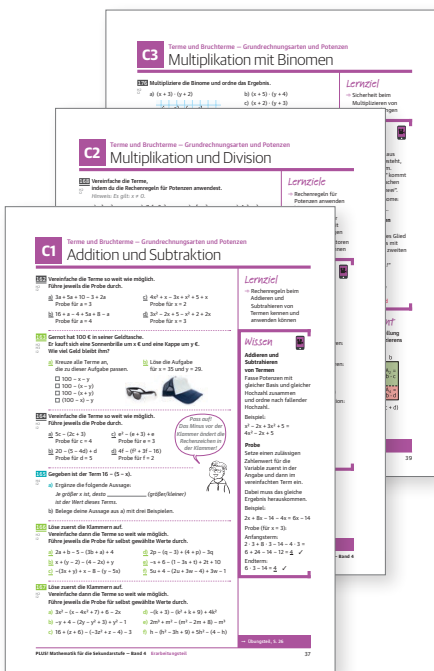 C3
Terme und Bruchterme – Grundrechnungsarten und Potenzen
Multiplikation mit Binomen
Multipliziere die Binome und ordne das Ergebnis.
a) (x + 3) · (y + 2)
b) (x + 5) · (y + 4)
c) (x + 2) · (y + 3)
Lernziel
→ Sicherheit beim
Multiplizieren von
39
C2
Terme und Bruchterme – Grundrechnungsarten und Potenzen
Multiplikation und Division
Vereinfache die Terme,
indem du die Rechenregeln für Potenzen anwendest.
Hinweis: Es gilt: x ≠ 0.
Lernziele
→ Rechenregeln für
Potenzen anwenden
– Band 4
C1
Terme und Bruchterme – Grundrechnungsarten und Potenzen
Addition und Subtraktion
162 Vereinfache die Terme so weit wie möglich.
Führe jeweils die Probe durch.
a) 3a + 5a + 10 – 3 + 2a
Probe für a = 3
b) 16 + a – 4 + 5a + 8 – a
Probe für a = 4
c) 4x² + x – 3x + x² + 5 + x
Probe für x = 2
d) 3x² – 2x + 5 – x² + 2 + 2x
Probe für x = 3
163 Gernot hat 100 € in seiner Geldtasche.
Er kauft sich eine Sonnenbrille um x € und eine Kappe um y €.
Wie viel Geld bleibt ihm?
a) Kreuze alle Terme an,
die zu dieser Aufgabe passen.
☐ 100 – x – y
☐ 100 – (x – y)
☐ 100 – (x + y)
☐ (100 – x) – y
b) Löse die Aufgabe
für x = 35 und y = 29.
164 Vereinfache die Terme so weit wie möglich.
Führe jeweils die Probe durch.
a) 5c – (2c + 3)
Probe für c = 4
b) 20 – (5 – 4d) + d
Probe für d = 5
c) e² – (e + 3) + e
Probe für e = 3
d) 4f – (f² + 3f – 16)
Probe für f = 2
Pass auf!
Das Minus vor der
Klammer ändert die
Rechenzeichen in
der Klammer!
165 Gegeben ist der Term 16 – (5 – x).
a) Ergänze die folgende Aussage:
Je größer x ist, desto (größer/kleiner)
ist der Wert dieses Terms.
b) Belege deine Aussage aus a) mit drei Beispielen.
166 Löse zuerst die Klammern auf.
Vereinfache dann die Terme so weit wie möglich.
Führe jeweils die Probe für selbst gewählte Werte durch.
a) 2a + b – 5 – (3b + a) + 4
b) x + (y – 2) – (4 – 2x) + y
c) –(3x + y) + x – 8 – (y – 5x)
d) 2p – (q – 3) + (4 + p) – 3q
e) –s + 6 – (1 – 3s + t) + 2t + 10
f) 5u + 4 – (2u + 3w – 4) + 3w – 1
167 Löse zuerst die Klammern auf.
Vereinfache dann die Terme so weit wie möglich.
Führe jeweils die Probe für selbst gewählte Werte durch.
a) 3x² – (x – 4x² + 7) + 6 – 2x
b) –y + 4 – (2y – y² + 3) + y² – 1
c) 16 + (z + 6) – (–3z² + z – 4) – 3
d) –(k + 3) – (k² + k + 9) + 4k²
e) 2m² + m³ – (m² – 2m + 8) – m³
f) h – (h² – 3h + 9) + 5h² – (4 – h)
Lernziel
→ Rechenregeln beim
Addieren und
Subtrahieren von
Termen kennen und
anwenden können
Wissen
Addieren und
Subtrahieren
von Termen
Fasse Potenzen mit
gleicher Basis und gleicher
Hochzahl zusammen
und ordne nach fallender
Hochzahl.
Beispiel:
x² – 2x + 3x² + 5 =
4x² – 2x + 5
Probe
Setze einen zulässigen
Zahlenwert für die
Variable zuerst in der
Angabe und dann im
vereinfachten Term ein.
Dabei muss das gleiche
Ergebnis herauskommen.
Beispiel:
2x + 8x – 14 – 4x = 6x – 14
Probe (für x = 3):
Anfangsterm:
2 · 3 + 8 · 3 – 14 – 4 · 3 =
6 + 24 – 14 – 12 = 4 ✓
Endterm:
6 · 3 – 14 = 4 ✓
→ Übungsteil, S. 26
PLUS! Mathematik für die Sekundarstufe – Band 4 Erarbeitungsteil
37